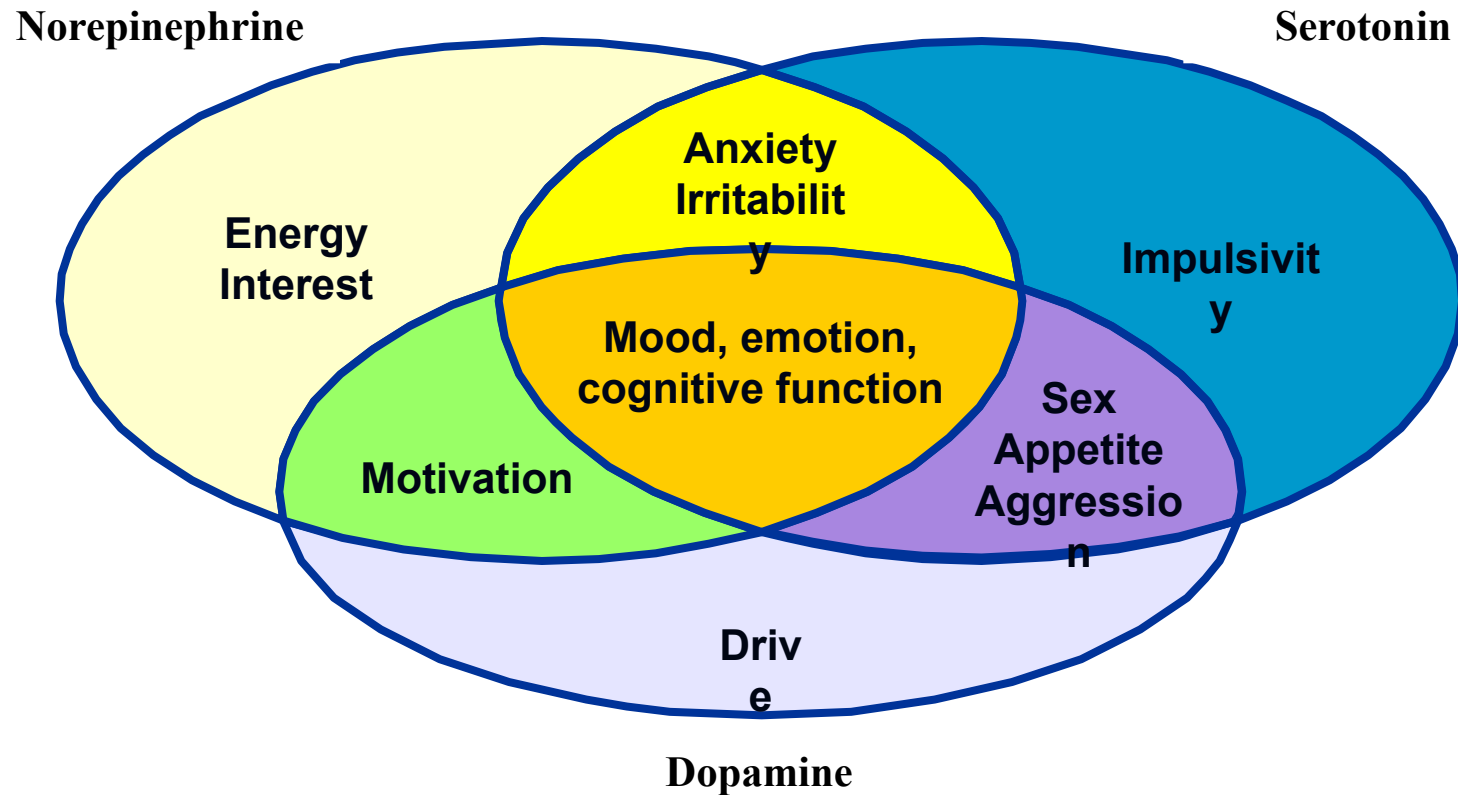 Norepinephrine
Serotonin
Anxiety
Irritabilit
y
Energy
Interest
Impulsivit
y
Mood, emotion,
cognitive function
Sex
Appetite
Aggressio
n
Motivation
Driv
e
Dopamine